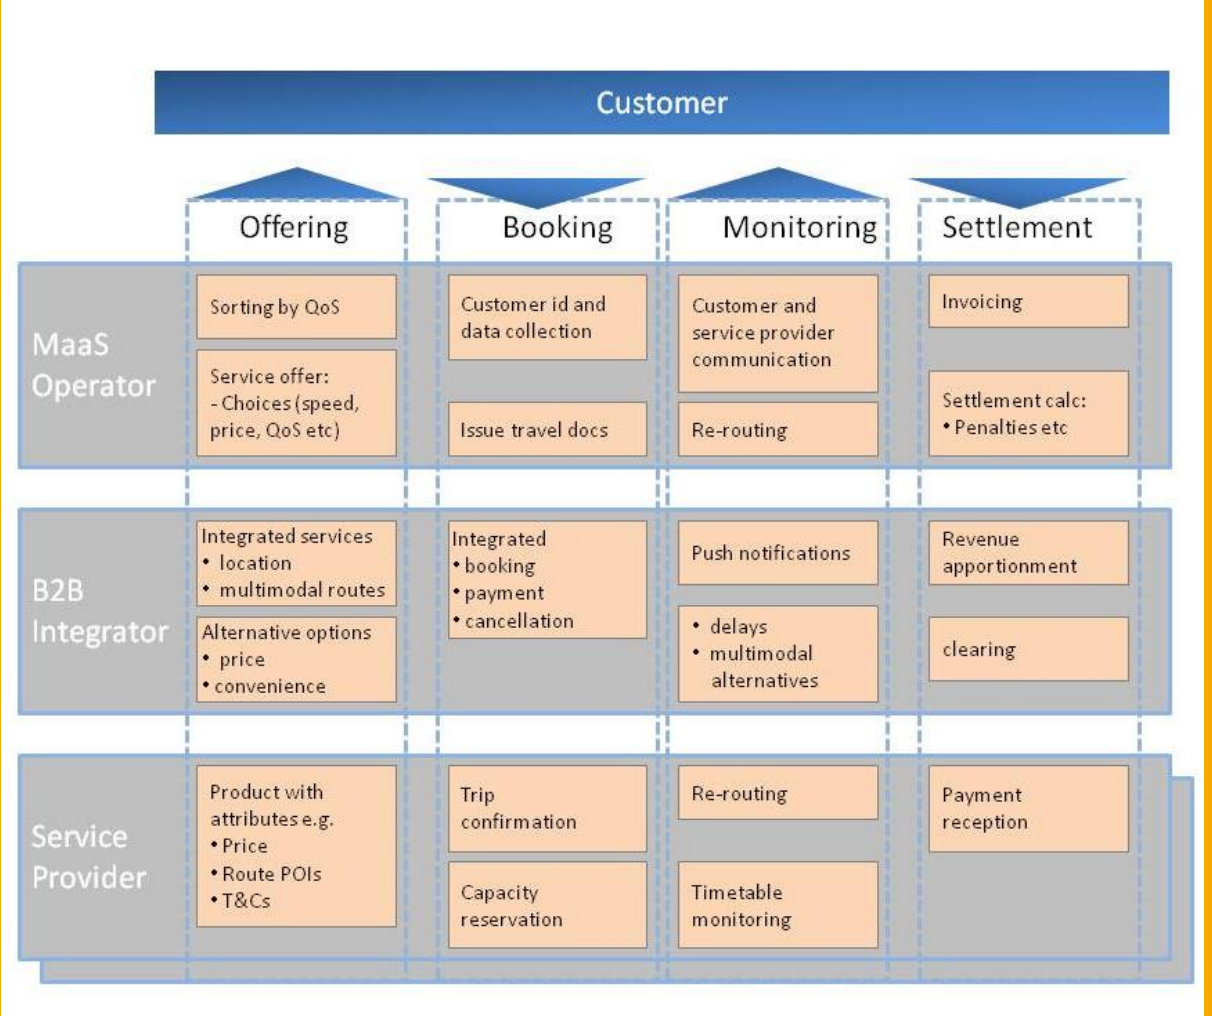 Customer
Offering
Booking
Monitoring
Settlement
MaaS
Operator
Sorting by QoS
Service offer:
- Choices (speed,
price, QoS etc)
Customer id and
data collection
Issue travel docs
Customer and
service provider
communication
Re-routing
Invoicing
Settlement calc:
• Penalties etc
B2B
Integrator
Integrated services
• location
• multimodal routes
Alternative options
• price
• convenience
Integrated
• booking
• payment
• cancellation
Push notifications
• delays
• multimodal
alternatives
Revenue
apportionment
clearing
Service
Provider
Product with
attributes e.g.
• Price
• Route POIs
• T&Cs
Trip
confirmation
Capacity
reservation
Re-routing
Timetable
monitoring
Payment
reception